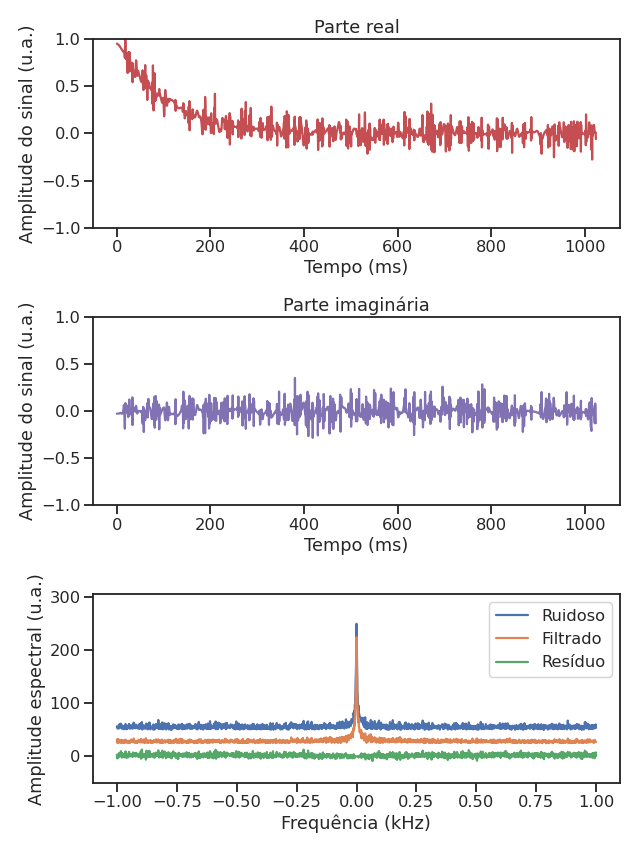 Parte real
1.0
0.5
0.0
−0.5
−1.0
Amplitude do sinal (u.a.)
0 200 400 600 800 1000
Tempo (ms)
Parte imaginária
1.0
0.5
0.0
−0.5
−1.0
Amplitude do sinal (u.a.)
0 200 400 600 800 1000
Tempo (ms)
300
200
100
0
Amplitude espectral (u.a.)
Ruidoso
Filtrado
Resíduo
−1.00 −0.75 −0.50 −0.25 0.00 0.25 0.50 0.75 1.00
Frequência (kHz)